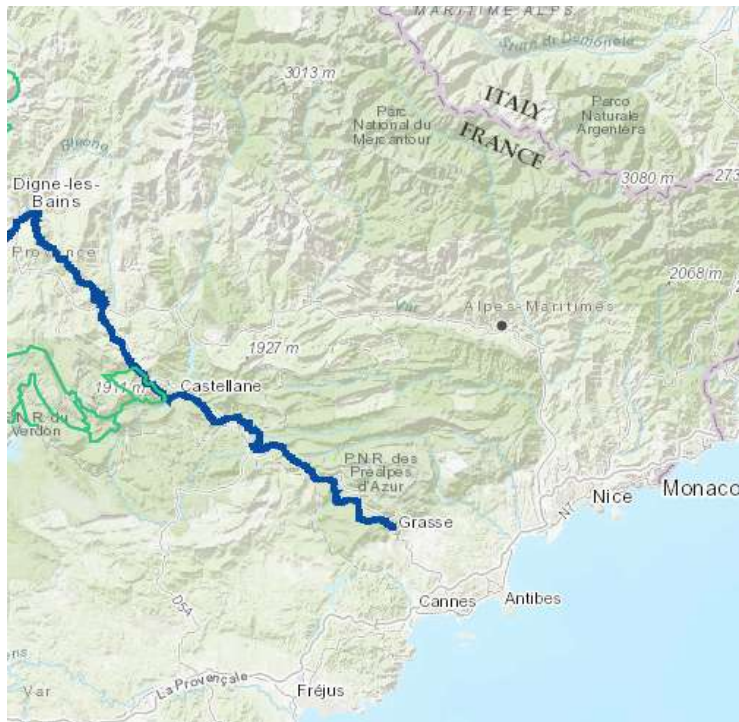 MARITIME ALPS
3013 m
ITALY
FRANCE
Parc
National du
Mercantour
Parco
Naturale
Argentera
Bléone
3080 m
273
Digne-les-
Bains
Provence
2068 m
Var
Alpes-Maritimes
1927 m
1911 m
Castellane
N.R. du
Verdon
P.N.R. des
Préalpes
d'Azur
Grasse
Nice
Monaco
Cannes
Antibes
La Provençale
Var
Fréjus